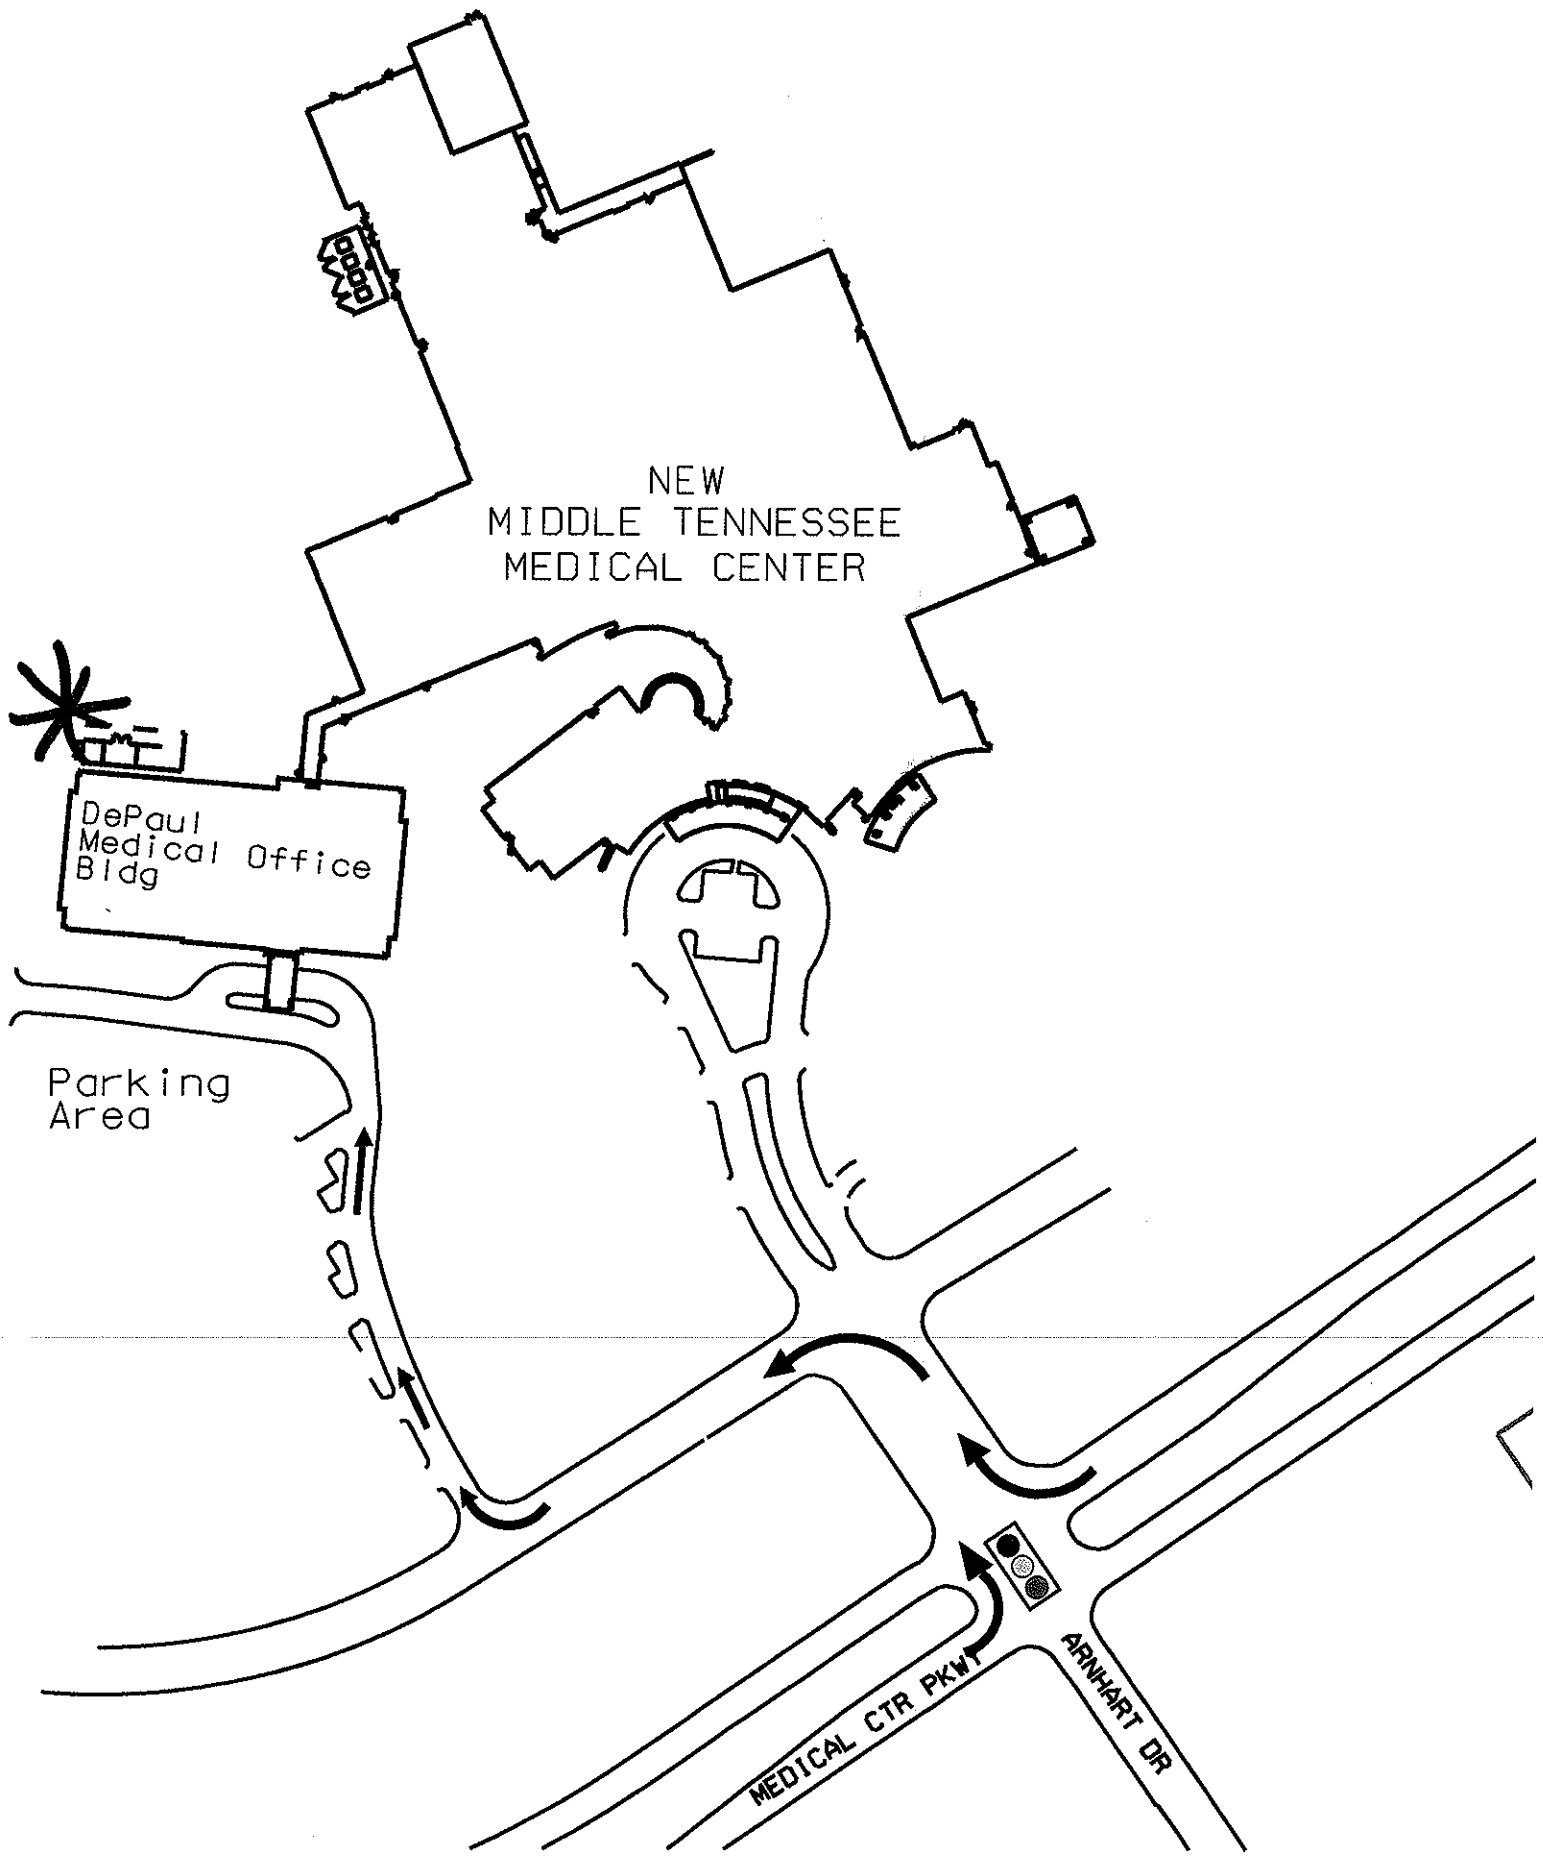 NEW
MIDDLE TENNESSEE
MEDICAL CENTER
DePaul
Medical Office
Bldg
Parking
Area
MEDICAL CTR PKWY
ARNHART DR